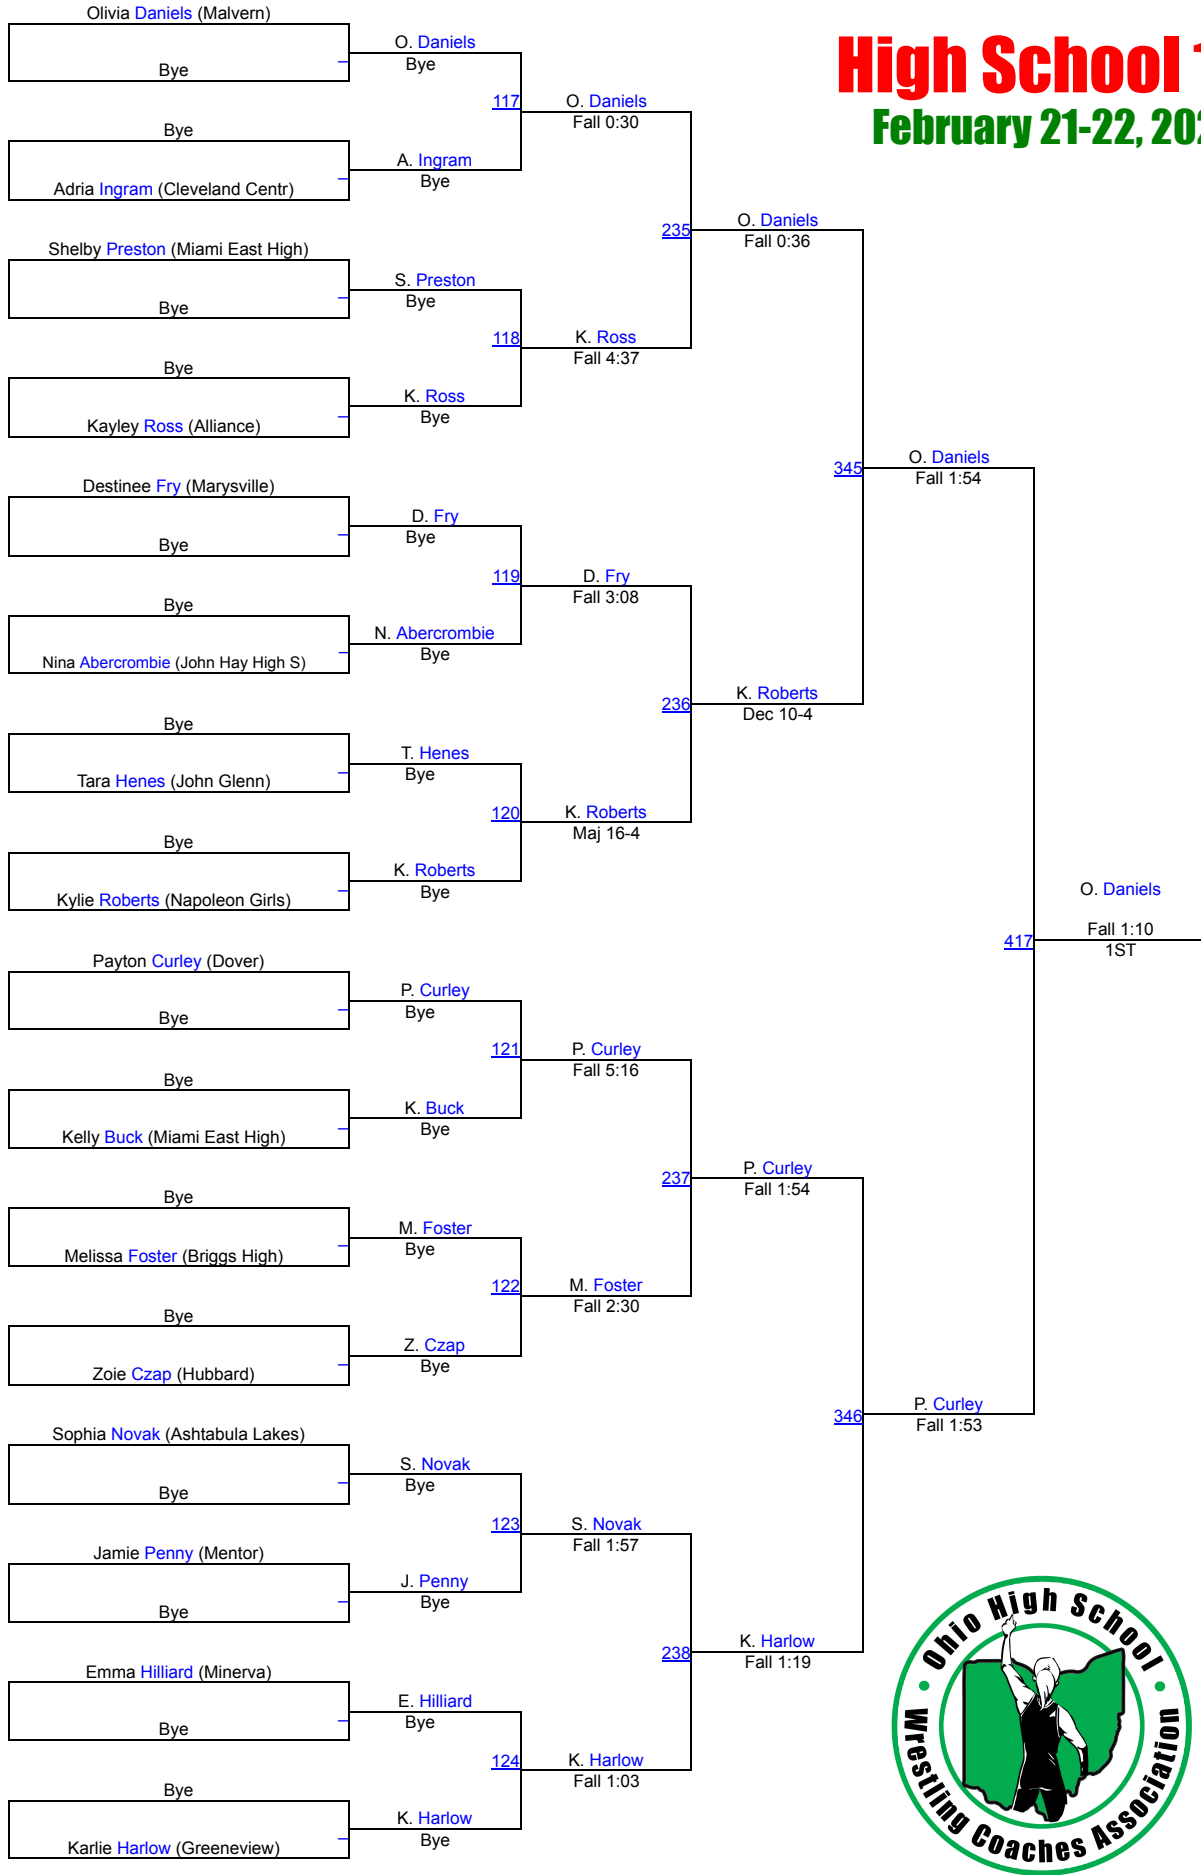 High School 1
February 21-22, 202
Olivia Daniels (Malvern)
Bye
Bye
Adria Ingram (Cleveland Centr)
Shelby Preston (Miami East High)
Bye
Bye
Kayley Ross (Alliance)
Destinee Fry (Marysville)
Bye
Bye
Nina Abercrombie (John Hay High S)
Bye
Tara Henes (John Glenn)
Bye
Kylie Roberts (Napoleon Girls)
Payton Curley (Dover)
Bye
Bye
Kelly Buck (Miami East High)
Bye
Melissa Foster (Briggs High)
Bye
Zoie Czap (Hubbard)
Sophia Novak (Ashtabula Lakes)
Bye
Jamie Penny (Mentor)
Bye
Emma Hilliard (Minerva)
Bye
Bye
Karlie Harlow (Greeneview)
O. Daniels
Bye
117
A. Ingram
Bye
S. Preston
Bye
118
K. Ross
Bye
D. Fry
Bye
119
N. Abercrombie
Bye
T. Henes
Bye
120
K. Roberts
Bye
P. Curley
Bye
121
K. Buck
Bye
M. Foster
Bye
122
Z. Czap
Bye
S. Novak
Bye
123
J. Penny
Bye
E. Hilliard
Bye
124
K. Harlow
Bye
O. Daniels
Fall 0:30
235
K. Ross
Fall 4:37
D. Fry
Fall 3:08
236
K. Roberts
Maj 16-4
P. Curley
Fall 5:16
237
M. Foster
Fall 2:30
S. Novak
Fall 1:57
238
K. Harlow
Fall 1:03
O. Daniels
Fall 0:36
345
K. Roberts
Dec 10-4
P. Curley
Fall 1:54
346
K. Harlow
Fall 1:19
O. Daniels
Fall 1:54
417
P. Curley
Fall 1:53
O. Daniels
Fall 1:10
1ST
Ohio High School
Wrestling Coaches Association